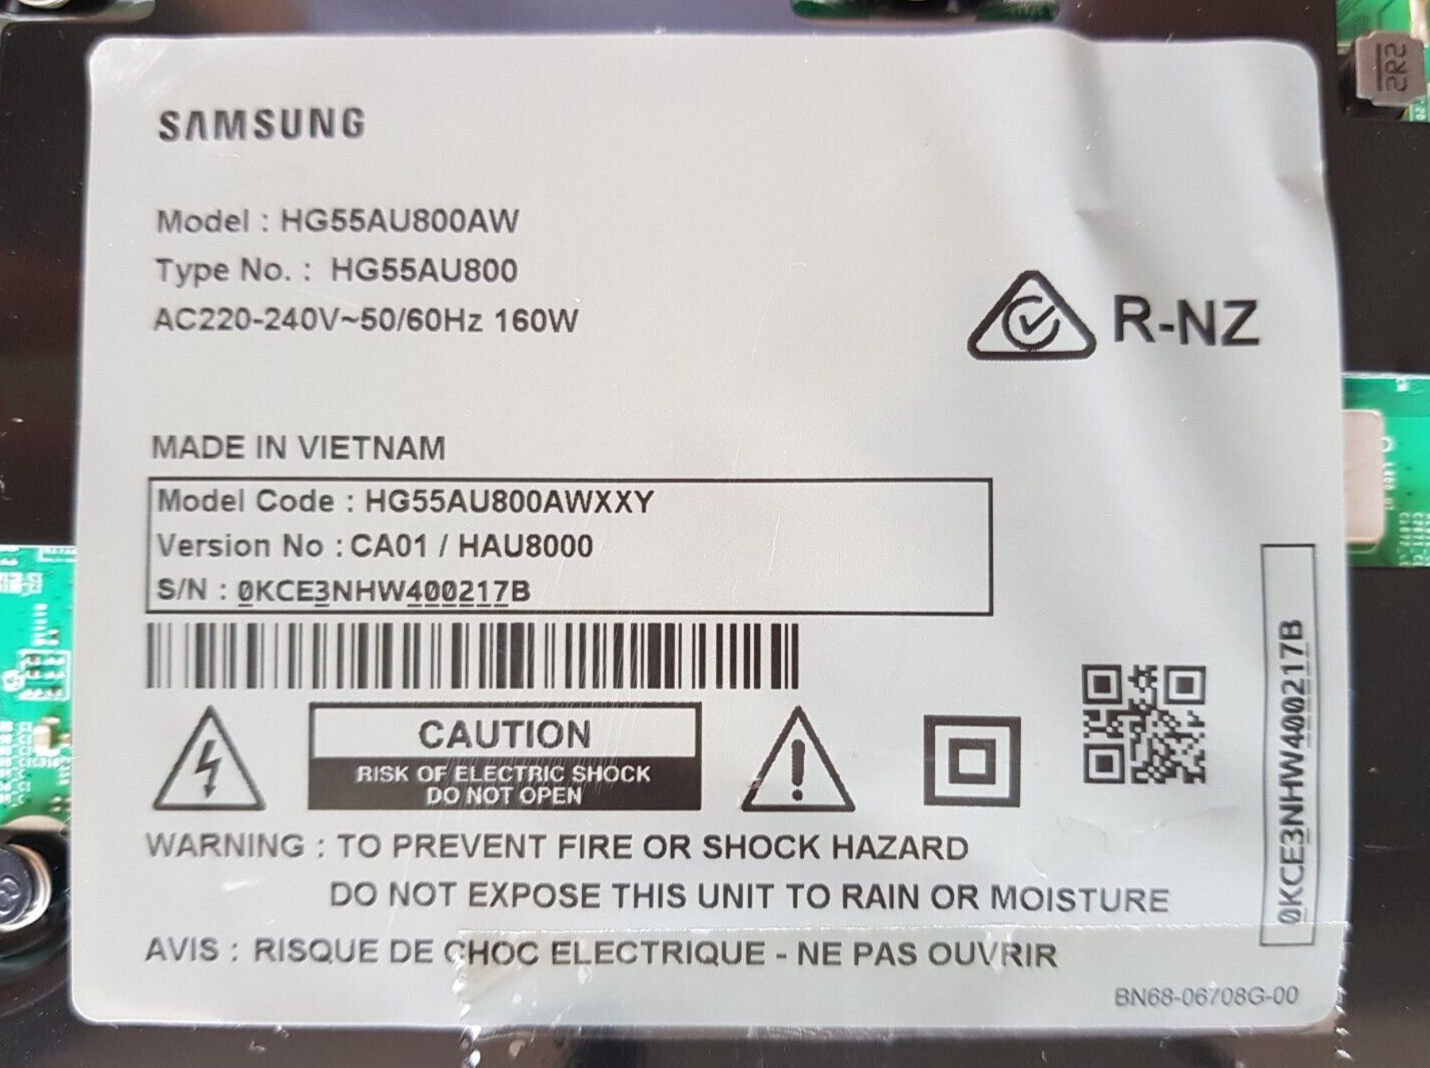 SAMSUNG
Model : HG55AU800AW
Type No. : HG55AU800
AC220-240V~50/60Hz 160W
R-NZ
MADE IN VIETNAM
Model Code : HG55AU800AWXXY
Version No : CA01 / HAU8000
S/N : 0KCE3NHW400217B
CAUTION
RISK OF ELECTRIC SHOCK
DO NOT OPEN
WARNING : TO PREVENT FIRE OR SHOCK HAZARD
DO NOT EXPOSE THIS UNIT TO RAIN OR MOISTURE
AVIS : RISQUE DE CHOC ELECTRIQUE - NE PAS OUVRIR
0KCE3NHW400217B
BN68-06708G-00
2R2